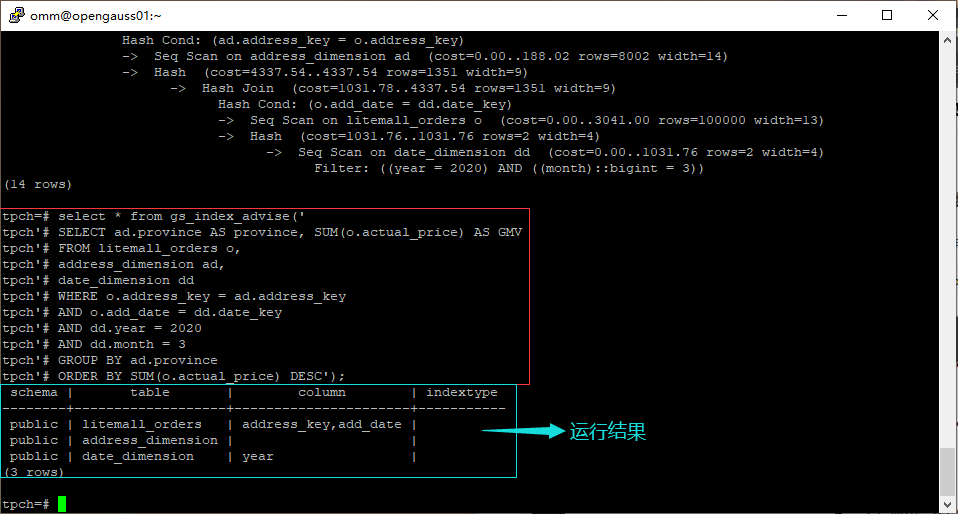 omm@opengauss01:~
Hash Cond: (ad.address_key = o.address_key)
-> Seq Scan on address_dimension ad (cost=0.00..188.02 rows=8002 width=14)
-> Hash (cost=4337.54..4337.54 rows=1351 width=9)
-> Hash Join (cost=1031.78..4337.54 rows=1351 width=9)
Hash Cond: (o.add_date = dd.date_key)
-> Seq Scan on litemall_orders o (cost=0.00..3041.00 rows=100000 width=13)
-> Hash (cost=1031.76..1031.76 rows=2 width=4)
-> Seq Scan on date_dimension dd (cost=0.00..1031.76 rows=2 width=4)
Filter: ((year = 2020) AND ((month)::bigint = 3))
(14 rows)
tpch=# select * from gs_index_advise('
tpch'# SELECT ad.province AS province, SUM(o.actual_price) AS GMV
tpch'# FROM litemall_orders o,
tpch'# address_dimension ad,
tpch'# date_dimension dd
tpch'# WHERE o.address_key = ad.address_key
tpch'# AND o.add_date = dd.date_key
tpch'# AND dd.year = 2020
tpch'# AND dd.month = 3
tpch'# GROUP BY ad.province
tpch'# ORDER BY SUM(o.actual_price) DESC');
schema | table | column | indextype
--------+-------------------+------------------------+-----------
public | litemall_orders | address_key,add_date |
public | address_dimension | |
public | date_dimension | year |
(3 rows)
运行结果
tpch=#